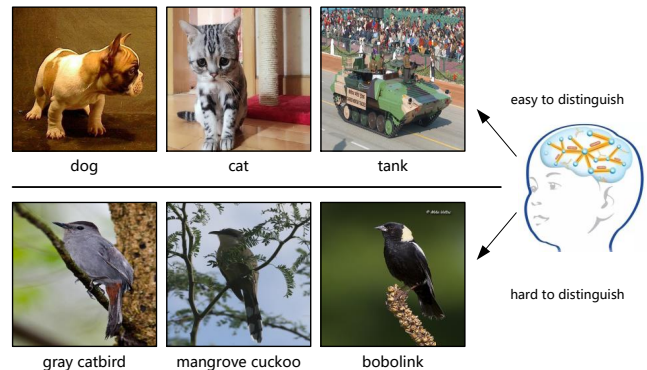 dog
cat
tank
easy to distinguish
hard to distinguish
gray catbird
mangrove cuckoo
bobolink